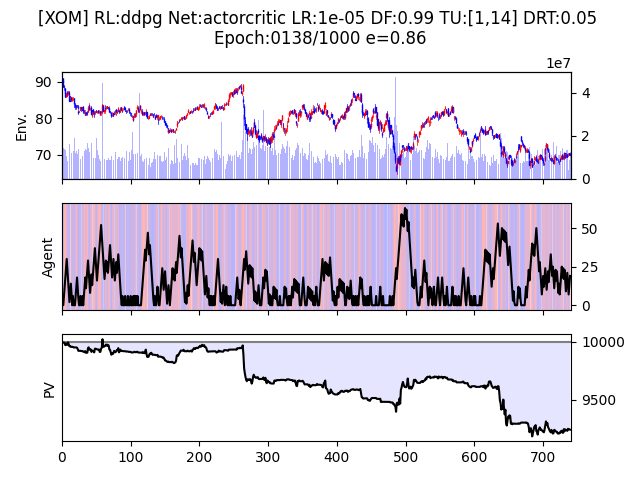 [XOM] RL:ddpg Net:actorcritic LR:1e-05 DF:0.99 TU:[1,14] DRT:0.05
Epoch:0138/1000 e=0.86
1e7
90
80
70
Env.
4
2
0
Agent
50
25
0
PV
10000
9500
0 100 200 300 400 500 600 700